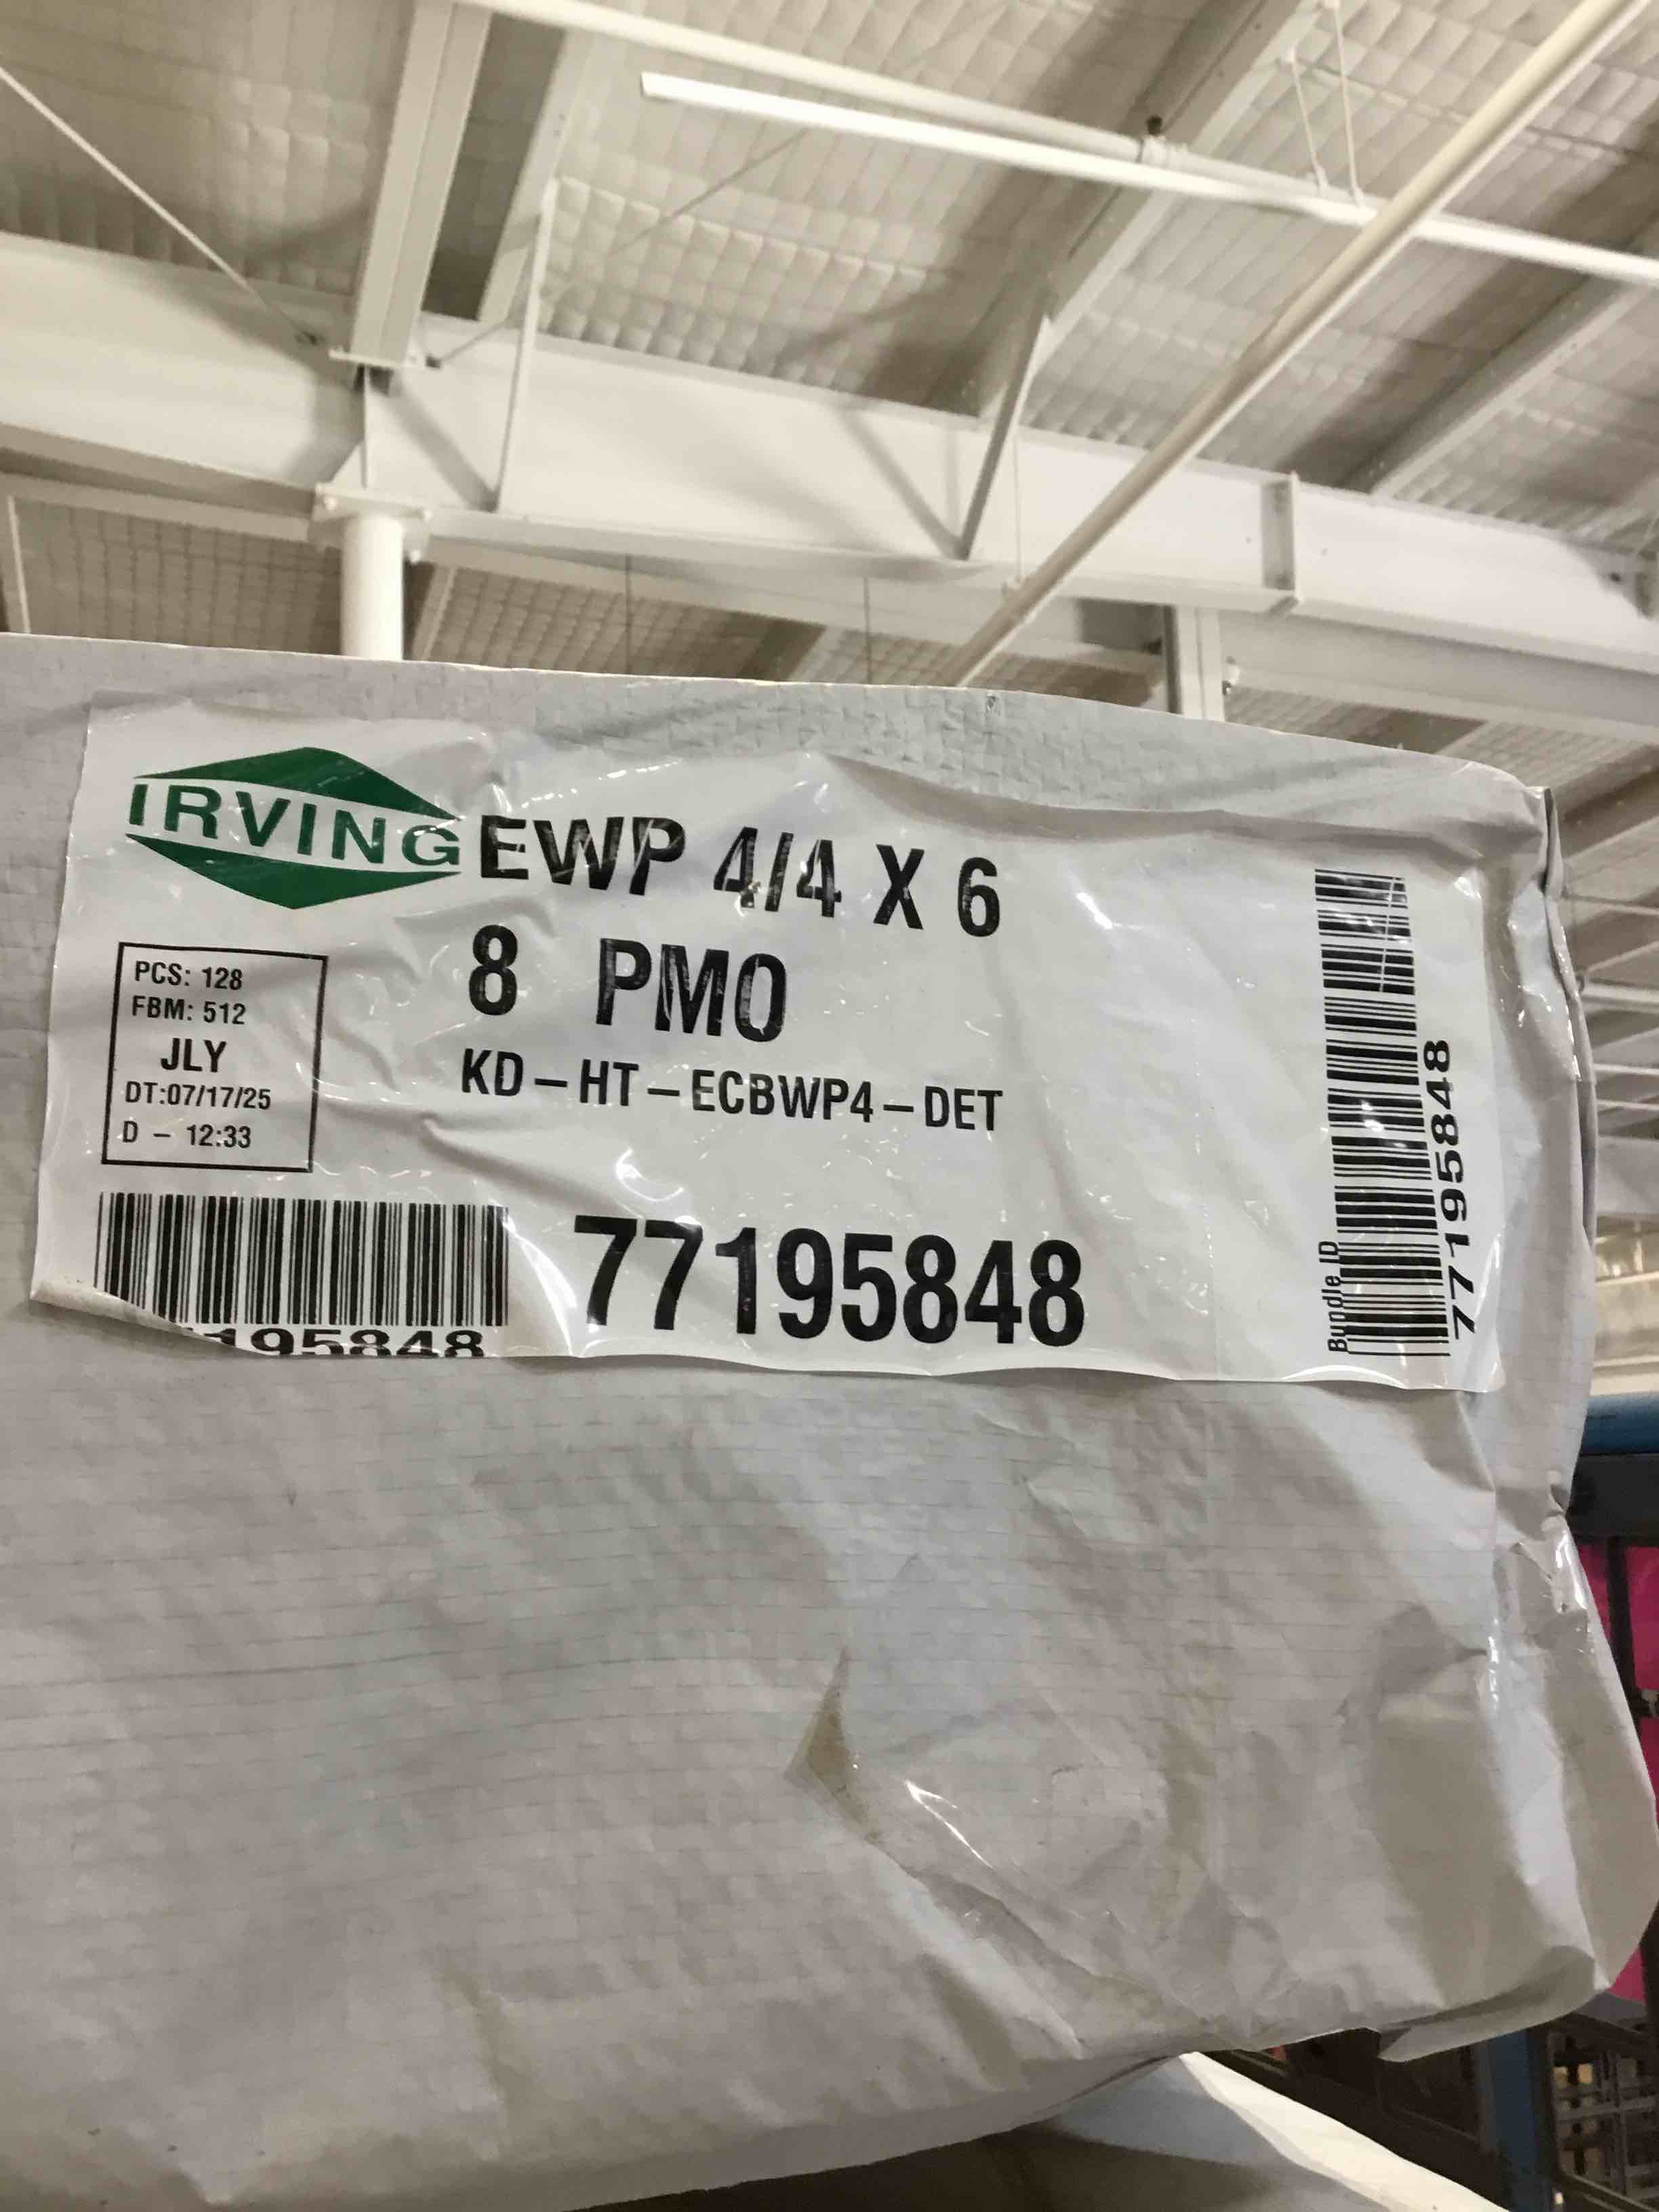 IRVING
EWP 4/4 X 6
8 PMO
KD-HT-ECBWP4-DET
PCS: 128
FBM: 512
JLY
DT:07/17/25
D - 12:33
195848
77195848
Bundle ID
77195848